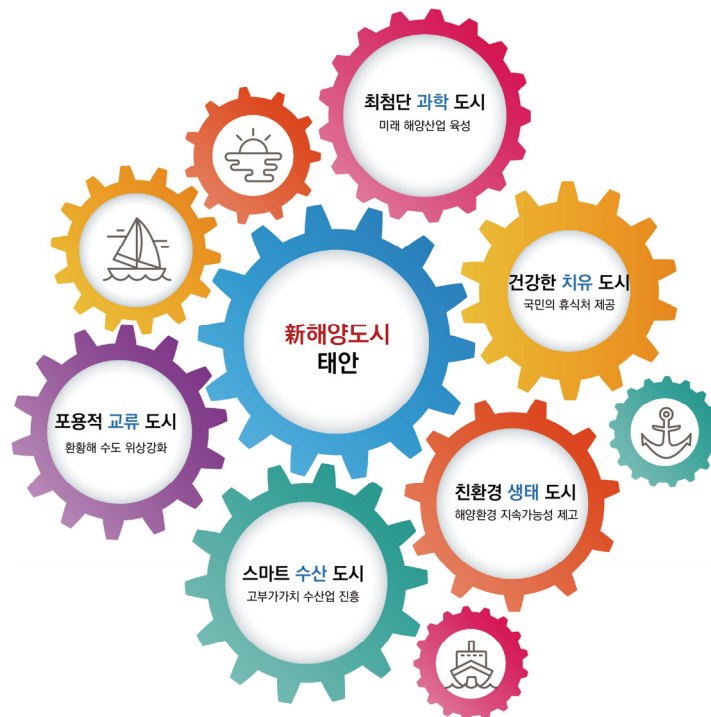 최첨단 과학 도시
미래 해양산업 육성
건강한 치유 도시
국민의 휴식처 제공
新해양도시
태안
포용적 교류 도시
환황해 수도 위상강화
친환경 생태 도시
해양환경 지속가능성 제고
스마트 수산 도시
고부가가치 수산업 진흥